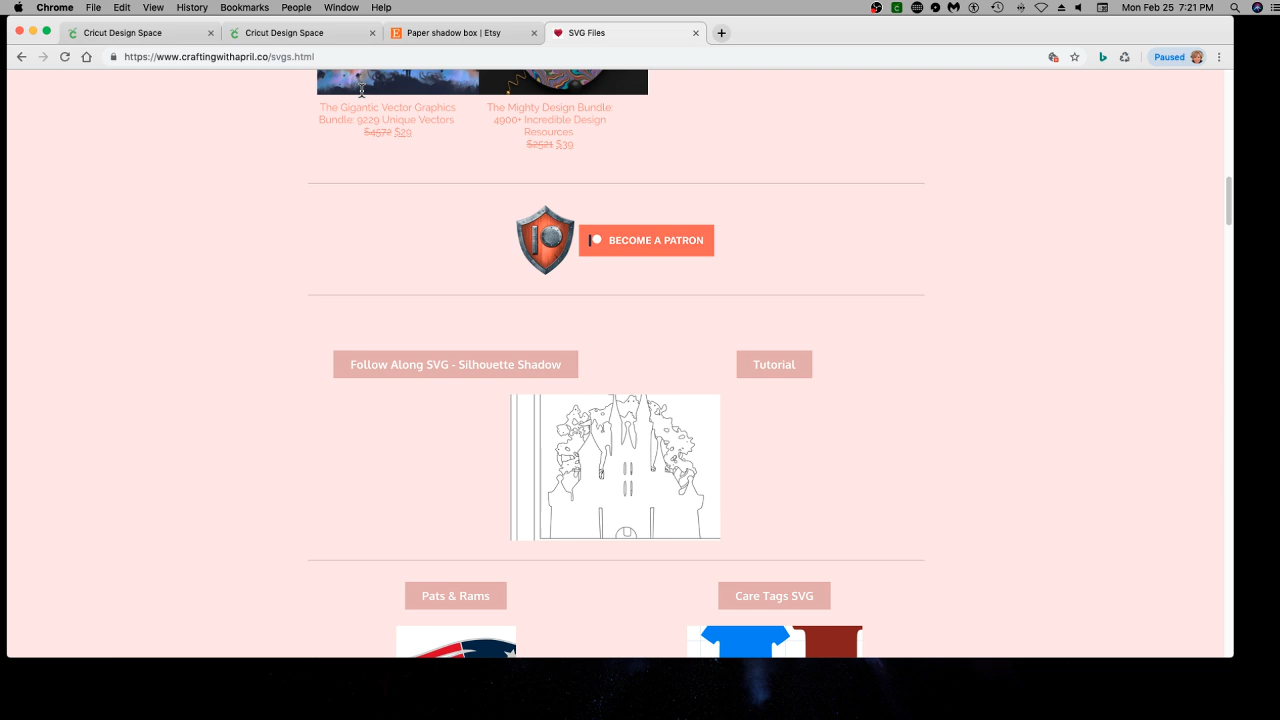 Chrome File Edit View History Bookmarks People Window Help Mon Feb 25 7:21 PM
Cricut Design Space Cricut Design Space Paper shadow box | Etsy SVG Files
https://www.craftingwithapril.co/svgs.html Paused
The Gigantic Vector Graphics
Bundle: 9229 Unique Vectors
$4572 $29
The Mighty Design Bundle:
4900+ Incredible Design
Resources
$2521 $39
BECOME A PATRON
Follow Along SVG - Silhouette Shadow Tutorial
Pats & Rams Care Tags SVG